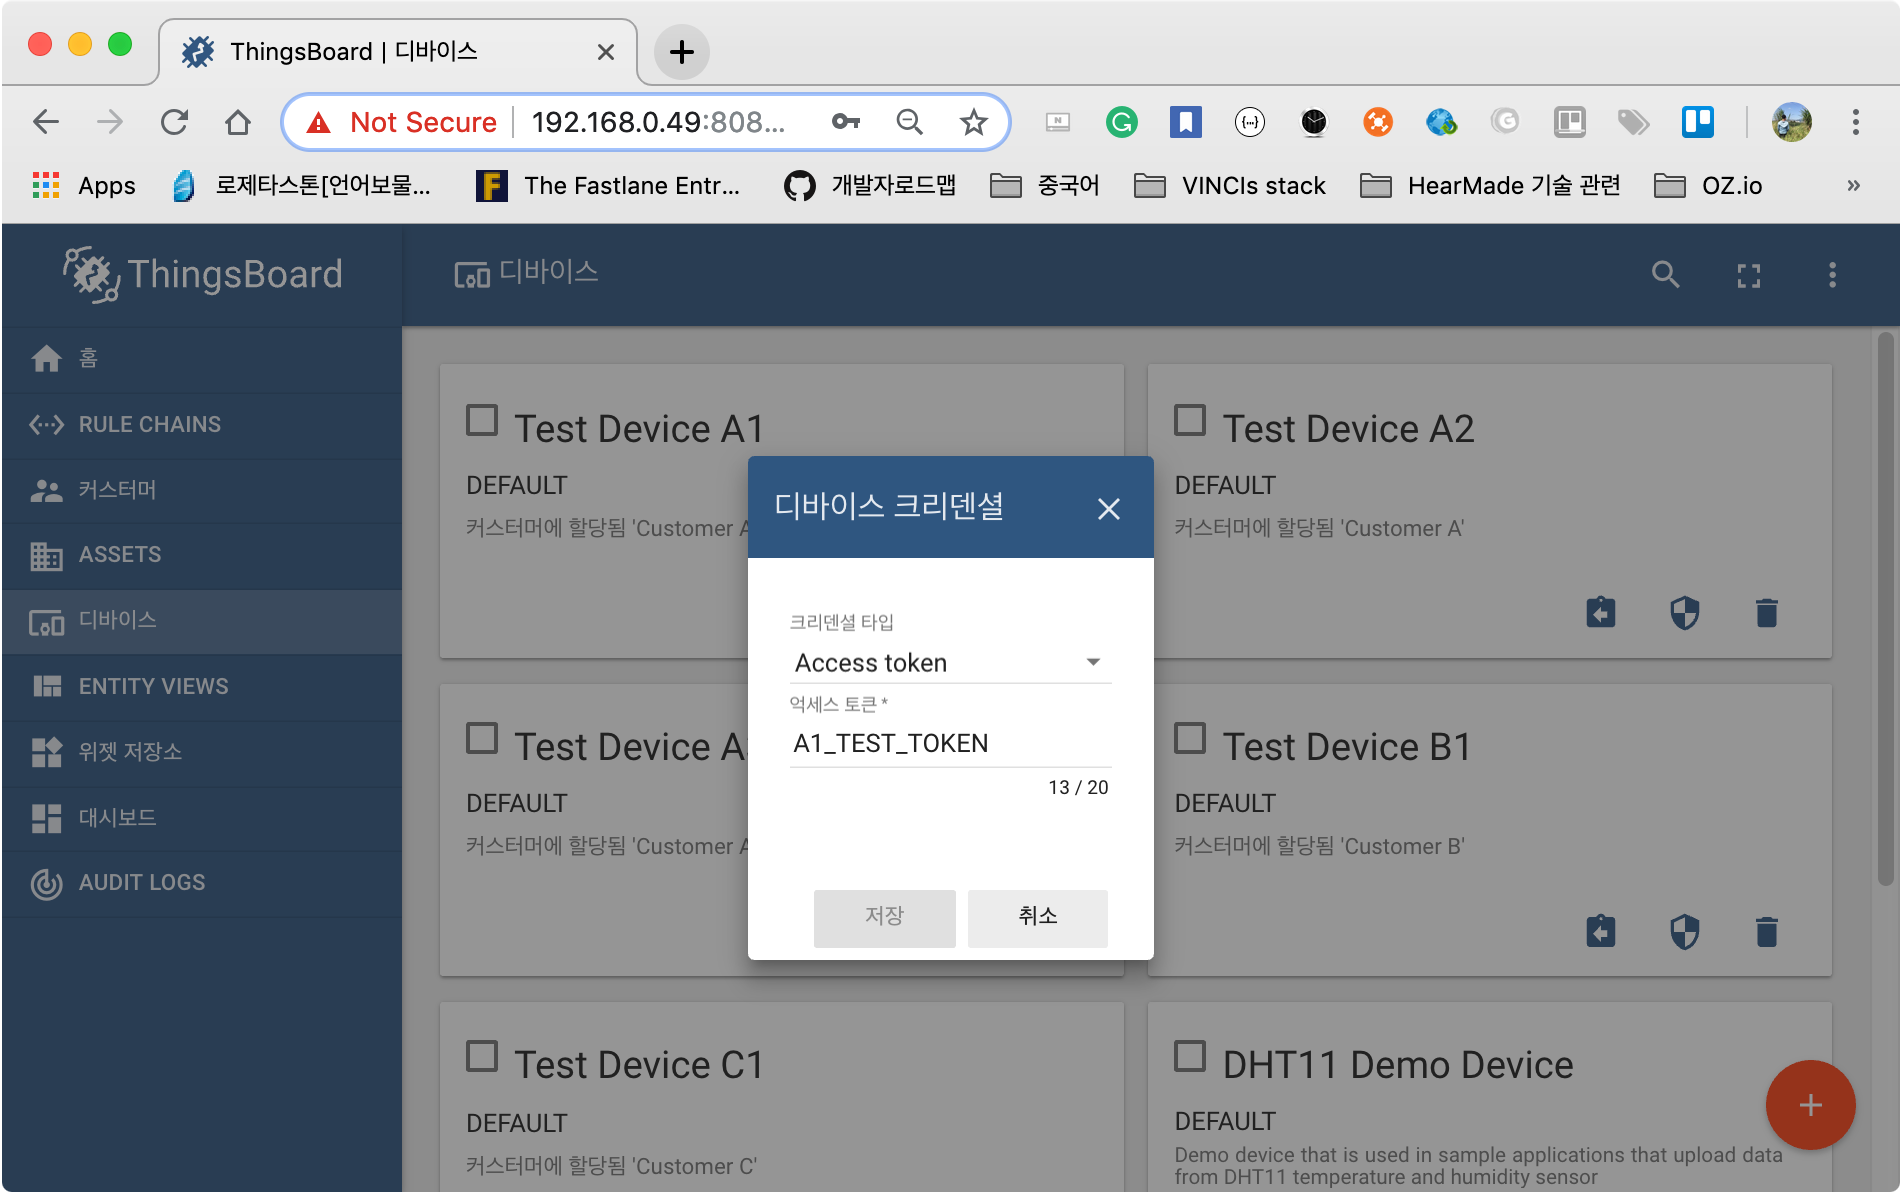 ThingsBoard | 디바이스
Not Secure
192.168.0.49:808...
Apps
로제타스톤[언어보물...
The Fastlane Entr...
개발자로드맵
중국어
VINCIs stack
HearMade 기술 관련
OZ.io
»
ThingsBoard
디바이스
홈
RULE CHAINS
커스터머
ASSETS
디바이스
ENTITY VIEWS
위젯 저장소
대시보드
AUDIT LOGS
Test Device A1
DEFAULT
커스터머에 할당됨 'Customer A
Test Device A2
DEFAULT
커스터머에 할당됨 'Customer A'
디바이스 크리덴셜
크리덴셜 타입
Access token
억세스 토큰 *
A1_TEST_TOKEN
13 / 20
저장
취소
Test Device A
DEFAULT
커스터머에 할당됨 'Customer A
Test Device B1
DEFAULT
커스터머에 할당됨 'Customer B'
Test Device C1
DEFAULT
커스터머에 할당됨 'Customer C'
DHT11 Demo Device
DEFAULT
Demo device that is used in sample applications that upload data
from DHT11 temperature and humidity sensor